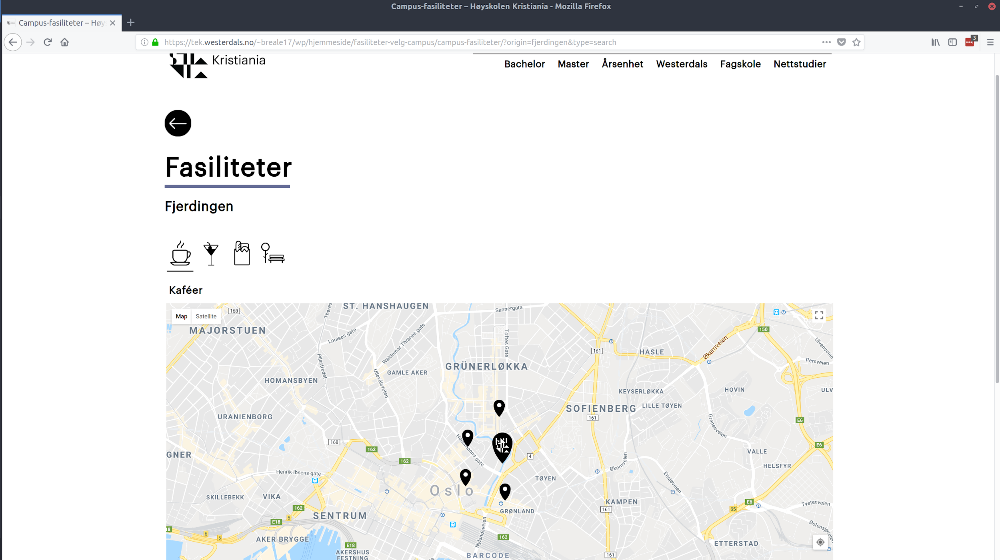 Campus-fasiliteter – Høyskolen Kristiania - Mozilla Firefox
Campus-fasiliteter – Høy
https://tek.westerdals.no/~breale17/wp/hjemmeside/fasiliteter-velg-campus/campus-fasiliteter/?origin=fjerdingen&type=search
3
Kristiania
Bachelor Master Årsenhet Westerdals Fagskole Nettstudier
Fasiliteter
Fjerdingen
Kaféer
Map Satellite
168
Theres
ST. HANSHAUGEN
Sannergata
MAJORSTUEN
Louises gate
Waldemar Thranes gate
Toftes Gate
150
Økernveien
Ulvenveien
161
HASLE
Persveien
Pilestredet
GRÜNERLØKKA
GAMLE AKER
Ullevålsveien
HOMANSBYEN
KEYSERLØKKA
HOVIN
ULV
SOFIENBERG
LILLE TØYEN
161
URANIENBORG
Grenseveien
E6
168
162
Hausmanns gate
4
E6
GNER
VALLE
162
Økernveien
HELSFYR
Henrik Ibsens gate
TØYEN
Ensjøveien
Oslo
SKILLEBEKK
VIKA
KAMPEN
E6
Tvetenveien
162
GRØNLAND
161
65
SENTRUM
5
E18
18
6
5
Nylandsveien
162
Østensjøveien
AKER BRYGGE
E18
ETTERSTAD
AKERSHUS
FESTNING
BARCODE
161